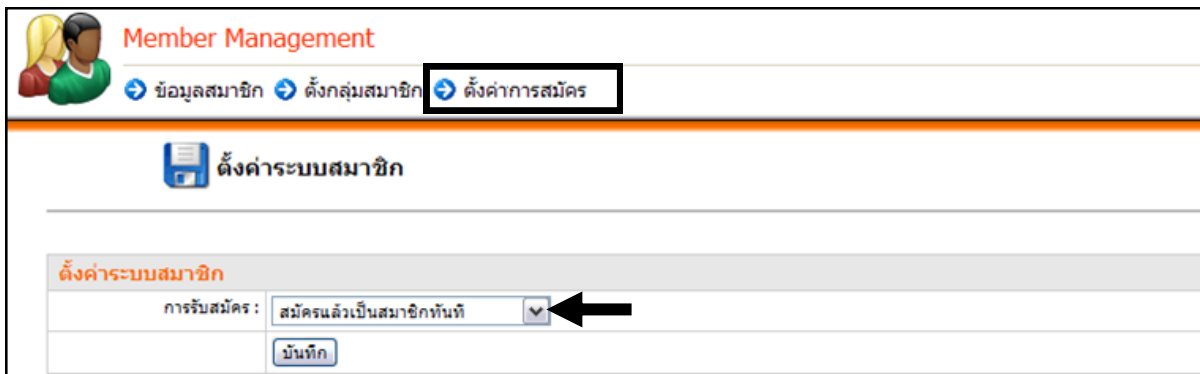 Member Management
ข้อมูลสมาชิก ตั้งกลุ่มสมาชิก ตั้งค่าการสมัคร
ตั้งค่าระบบสมาชิก
ตั้งค่าระบบสมาชิก
การรับสมัคร : สมัครแล้วเป็นสมาชิกทันที
บันทึก